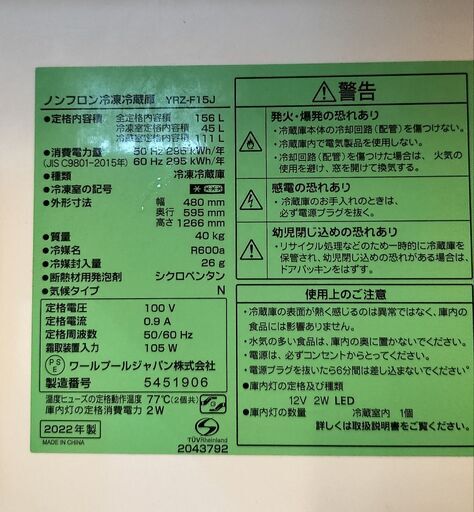 ノンフロン冷凍冷蔵庫 YRZ-F15J
●定格内容積 全定格内容積 156 L
冷凍室定格内容積 45 L
冷蔵室定格内容積 111 L
●消費電力量 50 Hz 295 kWh/年
(JIS C9801-2015年) 60 Hz 295 kWh/年
●種類 冷凍冷蔵庫
●冷凍室の記号
●外形寸法 幅 480 mm
奥行 595 mm
高さ 1266 mm
●質量 40 kg
●冷媒名 R600a
●冷媒封入量 26 g
●断熱材用発泡剤 シクロペンタン
●気候タイプ N
定格電圧 100 V
定格電流 0.9 A
定格周波数 50/60 Hz
霜取装置入力 105 W
PSE ワールプールジャパン株式会社
製造番号 5451906
温度ヒューズの定格動作温度 77℃(2個共)
庫内灯の定格消費電力 2W
2022年製
MADE IN CHINA
TÜVRheinland
2043792
警告
発火・爆発の恐れあり
・冷蔵庫本体の冷却回路(配管)を傷つけない。
・冷蔵庫内で電気製品を使用しない。
・冷却回路(配管)を傷つけた場合は、火気の
使用を避け、窓を開けて換気する。
感電の恐れあり
・冷蔵庫のお手入れのときは、
必ず電源プラグを抜く。
幼児閉じ込めの恐れあり
・リサイクル処理などのため一時的に冷蔵庫
を保管され、幼児閉じ込めの恐れがある場合は、
ドアパッキンをはずす。
使用上のご注意
・冷蔵庫の表面が熱く感じるのは異常ではなく、庫内の
食品には影響ありません。
・水気の多い食品は、庫内の奥に置かないでください。
・電源は、必ずコンセントからとってください。
・電源プラグを抜いたら6分間は差し込まないでください。
●庫内灯の定格及び種類
12V 2W LED
●庫内灯の数量 冷蔵室内 1個
詳しくは取扱説明書をご覧ください。